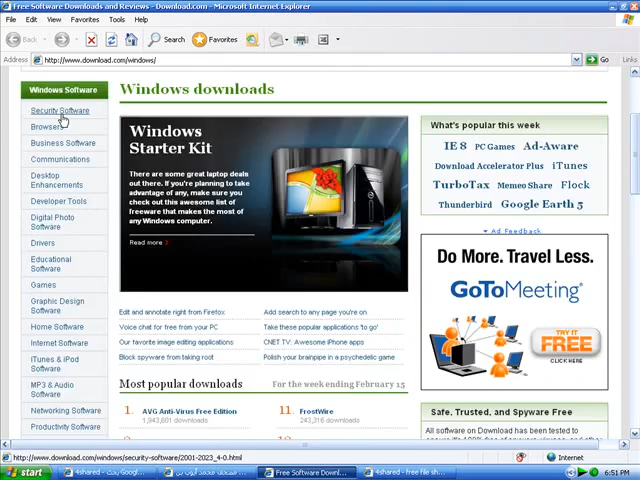 Free Software Downloads and Reviews - Download.com - Microsoft Internet Explorer
File Edit View Favorites Tools Help
Back Search Favorites
Address http://www.download.com/windows/ Go Links
Windows Software
Security Software
Browsers
Business Software
Communications
Desktop
Enhancements
Developer Tools
Digital Photo
Software
Drivers
Educational
Software
Games
Graphic Design
Software
Home Software
Internet Software
iTunes & iPod
Software
MP3 & Audio
Software
Networking Software
Productivity Software
Windows downloads
Windows
Starter Kit
There are some great laptop deals
out there. If you're planning to take
advantage of any, make sure you
check out this awesome list of
freeware that makes the most of
any Windows computer.
Read more
Edit and annotate right from Firefox
Add search to any page you're on
Voice chat for free from your PC
Take these popular applications 'to go'
Our favorite image editing applications
CNET TV: Awesome iPhone apps
Block spyware from taking root
Polish your brainpipe in a psychedelic game
Most popular downloads
For the week ending February 15
1. AVG Anti-Virus Free Edition
1,943,601 downloads
11. FrostWire
243,316 downloads
What's popular this week
IE 8 PC Games Ad-Aware
Download Accelerator Plus iTunes
TurboTax Memeo Share Flock
Thunderbird Google Earth 5
Ad Feedback
Do More. Travel Less.
GoToMeeting
TRY IT
FREE
CLICK HERE
Safe, Trusted, and Spyware Free
All software on Download has been tested to
http://www.download.com/windows/security-software/2001-2023_4-0.html
Internet
start
Free Software Downl...
4shared - free file sh...
6:51 PM